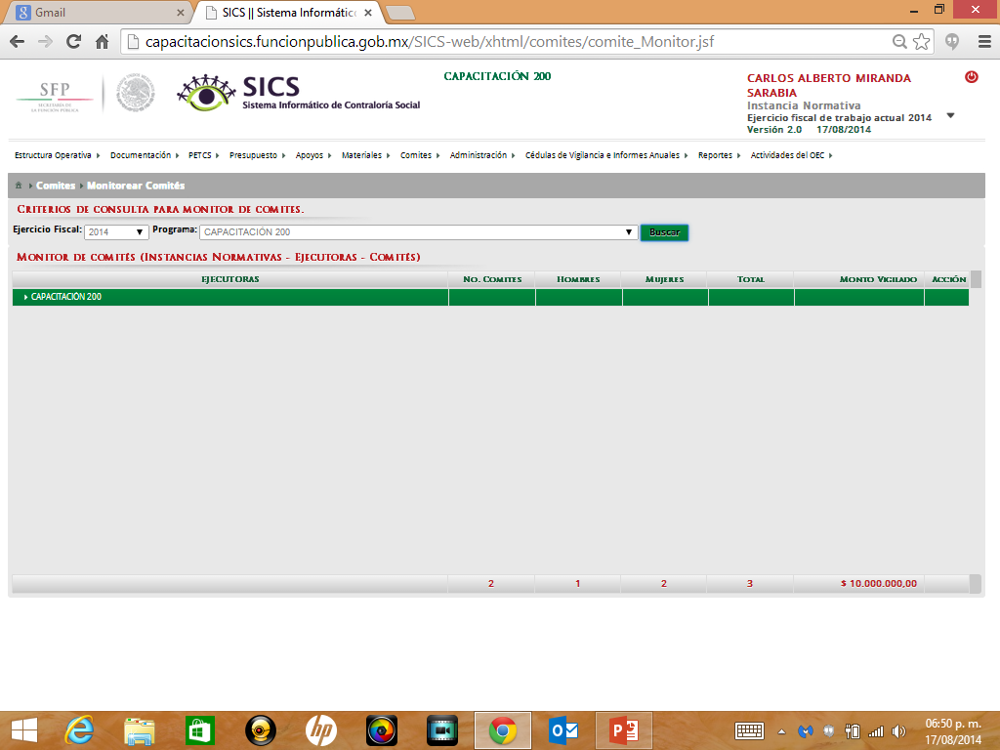 Gmail
SICS || Sistema Informátic
capacitacionsics.funcionpublica.gob.mx/SICS-web/xhtml/comites/comite_Monitor.jsf
SFP
SECRETARÍA DE
LA FUNCIÓN PÚBLICA
SICS
Sistema Informático de Contraloría Social
CAPACITACIÓN 200
CARLOS ALBERTO MIRANDA
SARABIA
Instancia Normativa
Ejercicio fiscal de trabajo actual 2014
Versión 2.0 17/08/2014
Estructura Operativa Documentación PETCS Presupuesto Apoyos Materiales Comites Administración Cédulas de Vigilancia e Informes Anuales Reportes Actividades del OEC
Comites Monitorear Comités
Criterios de consulta para monitor de comites.
Ejercicio Fiscal: 2014 Programa: CAPACITACIÓN 200 Buscar
Monitor de comités (Instancias Normativas - Ejecutoras - Comités)
EJECUTORAS No. Comites Hombres Mujeres Total Monto Vigilado Acción
CAPACITACIÓN 200
2 1 2 3 $ 10.000.000,00
06:50 p. m.
17/08/2014